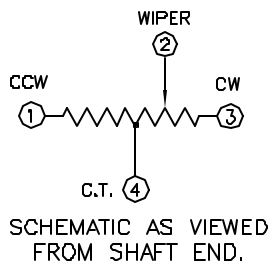 WIPER
2
CCW
CW
1
3
C.T. 4
SCHEMATIC AS VIEWED
FROM SHAFT END.